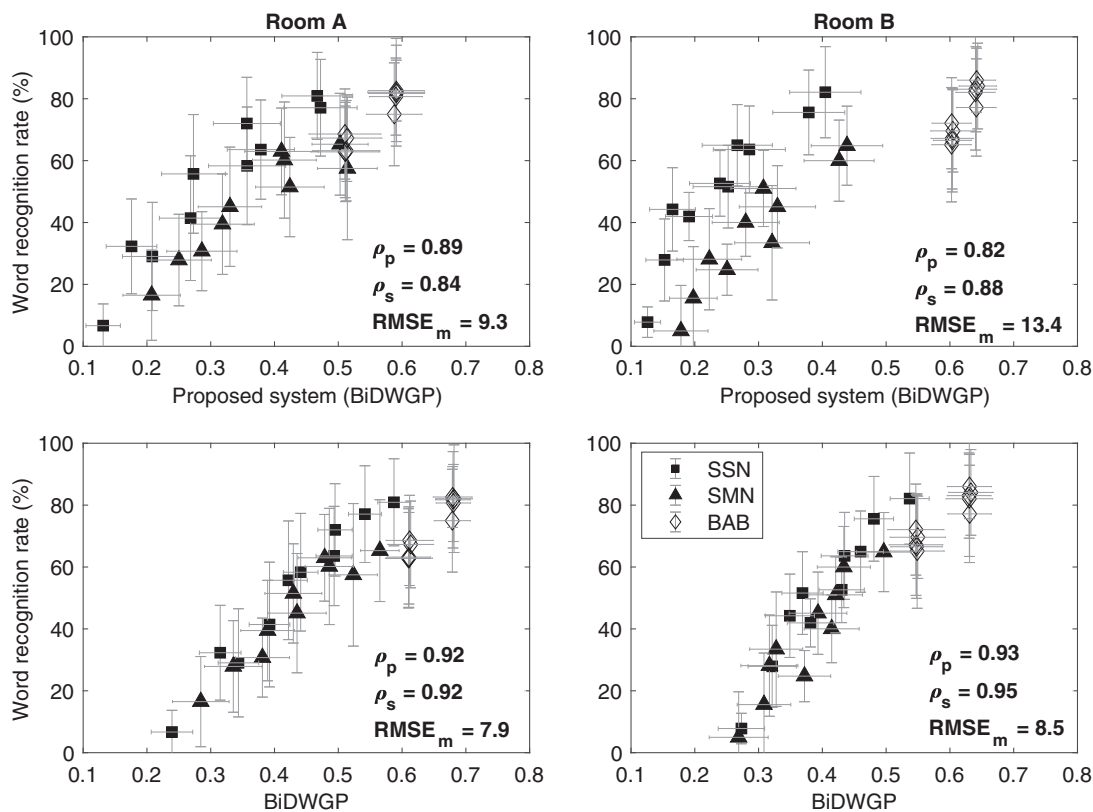 Room A
Word recognition rate (%)
100
80
60
40
20
0
ρp = 0.89
ρs = 0.84
RMSEm = 9.3
0.1 0.2 0.3 0.4 0.5 0.6 0.7
Proposed system (BiDWGP)
Room B
Word recognition rate (%)
100
80
60
40
20
0
ρp = 0.82
ρs = 0.88
RMSEm = 13.4
0.1 0.2 0.3 0.4 0.5 0.6 0.7 0.8
Proposed system (BiDWGP)
Word recognition rate (%)
100
80
60
40
20
0
ρp = 0.92
ρs = 0.92
RMSEm = 7.9
0.1 0.2 0.3 0.4 0.5 0.6 0.7 0.8
BiDWGP
100
80
60
40
20
0
SSN
SMN
BAB
ρp = 0.93
ρs = 0.95
RMSEm = 8.5
0.1 0.2 0.3 0.4 0.5 0.6 0.7 0.8
BiDWGP